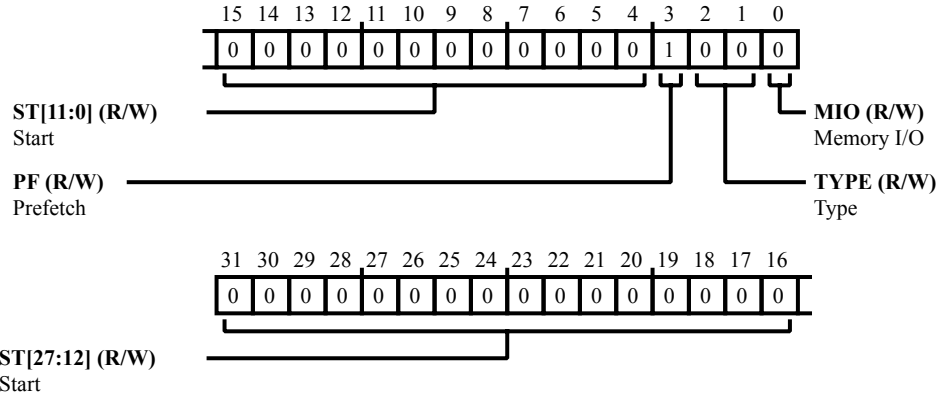 15 14 13 12 11 10 9 8 7 6 5 4 3 2 1 0
0 0 0 0 0 0 0 0 0 0 0 0 1 0 0 0
ST[11:0] (R/W)
Start
MIO (R/W)
Memory I/O
PF (R/W)
Prefetch
TYPE (R/W)
Type
31 30 29 28 27 26 25 24 23 22 21 20 19 18 17 16
0 0 0 0 0 0 0 0 0 0 0 0 0 0 0 0
ST[27:12] (R/W)
Start